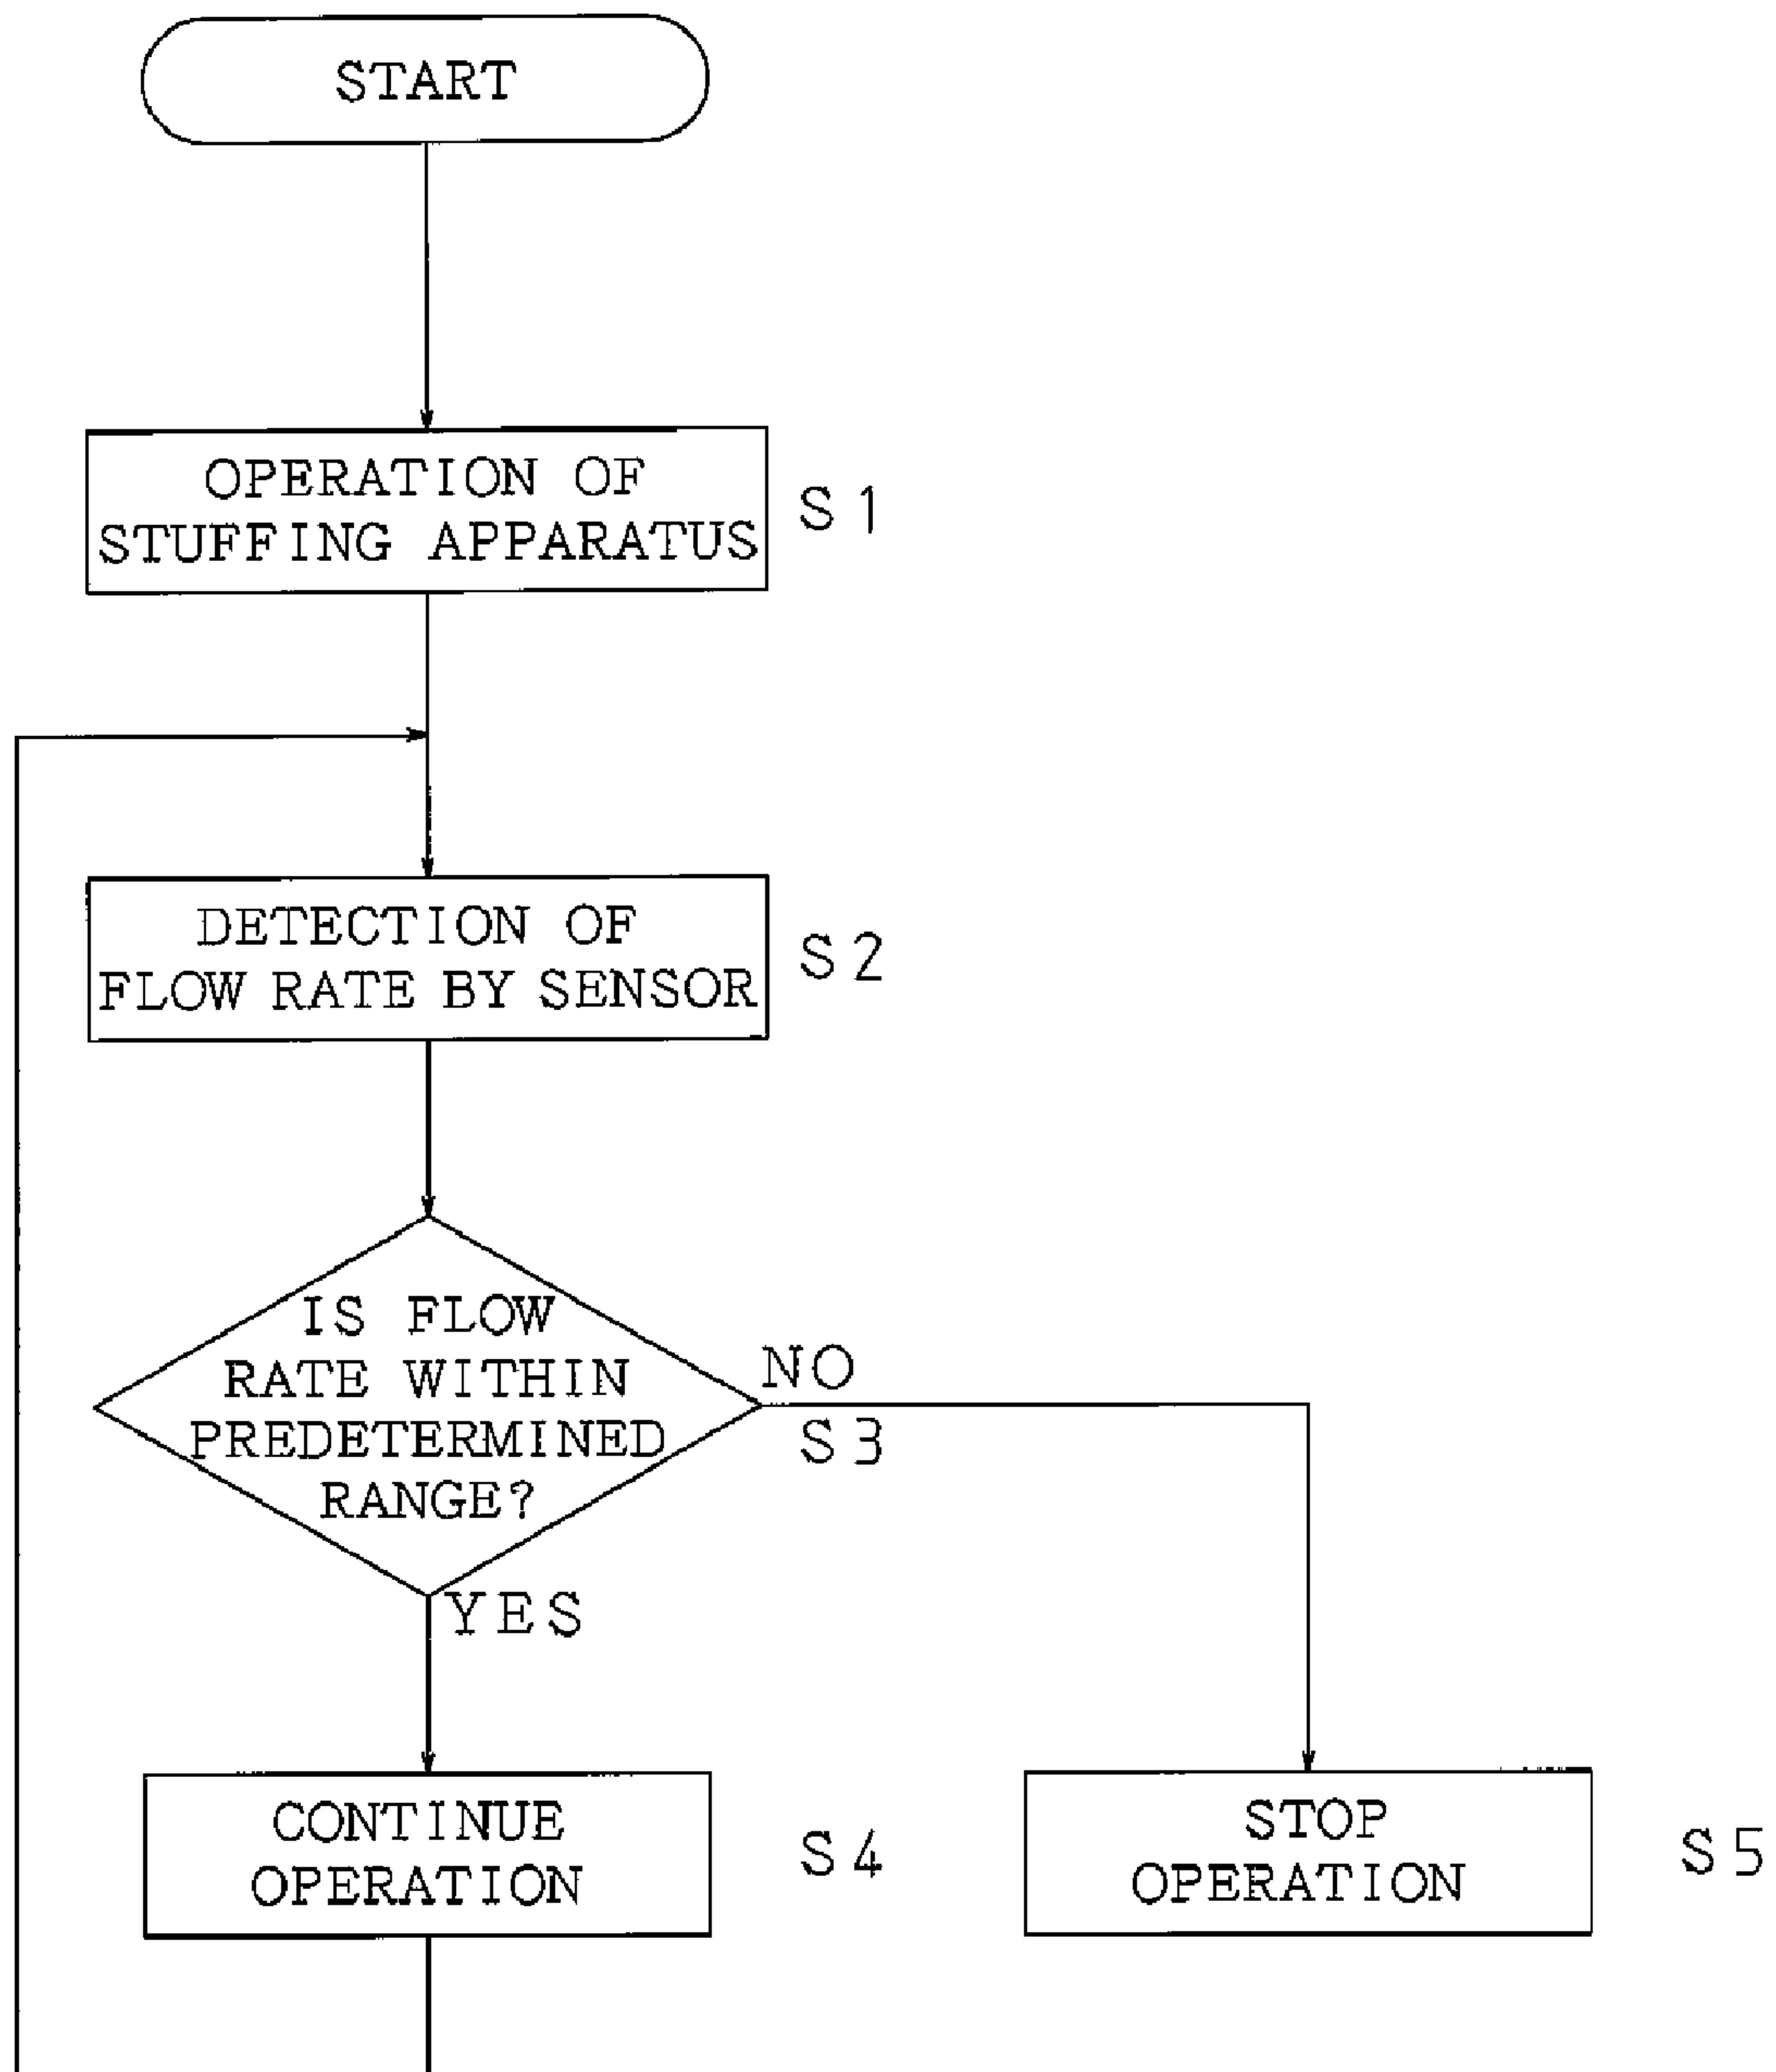 START
OPERATION OF
STUFFING APPARATUS
S1
DETECTION OF
FLOW RATE BY SENSOR
S2
IS FLOW
RATE WITHIN
PREDETERMINED
RANGE?
NO
S3
YES
CONTINUE
OPERATION
S4
STOP
OPERATION
S5